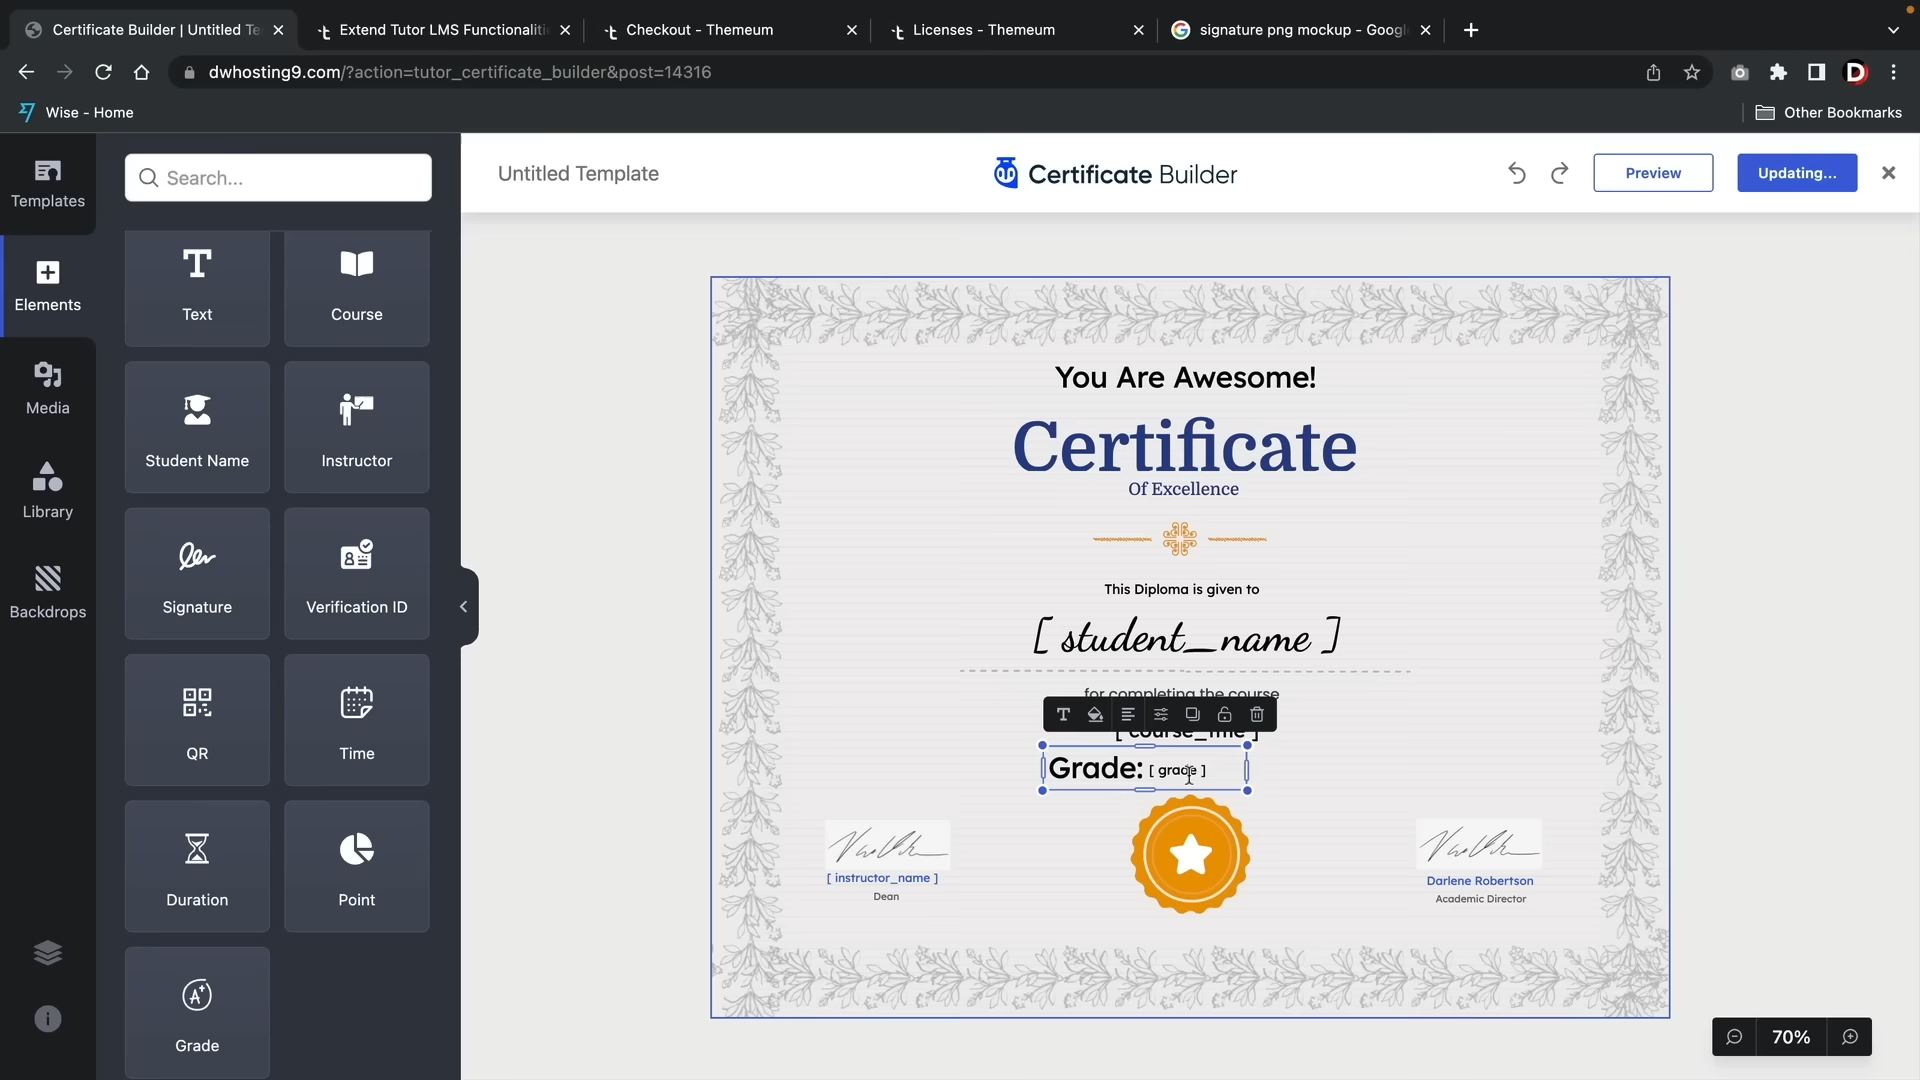 Certificate Builder | Untitled Te
Extend Tutor LMS Functionaliti
Checkout - Themeum
Licenses - Themeum
signature png mockup - Googl
dwhosting9.com/?action=tutor_certificate_builder&post=14316
Wise - Home
Other Bookmarks
Templates
Elements
Media
Library
Backdrops
Search...
Text
Course
Student Name
Instructor
Signature
Verification ID
QR
Time
Duration
Point
Grade
Untitled Template
Certificate Builder
Preview
Updating...
You Are Awesome!
Certificate
Of Excellence
This Diploma is given to
[ student_name ]
for completing the course
[ course_title ]
Grade: [ grade ]
[ instructor_name ]
Dean
Darlene Robertson
Academic Director
70%